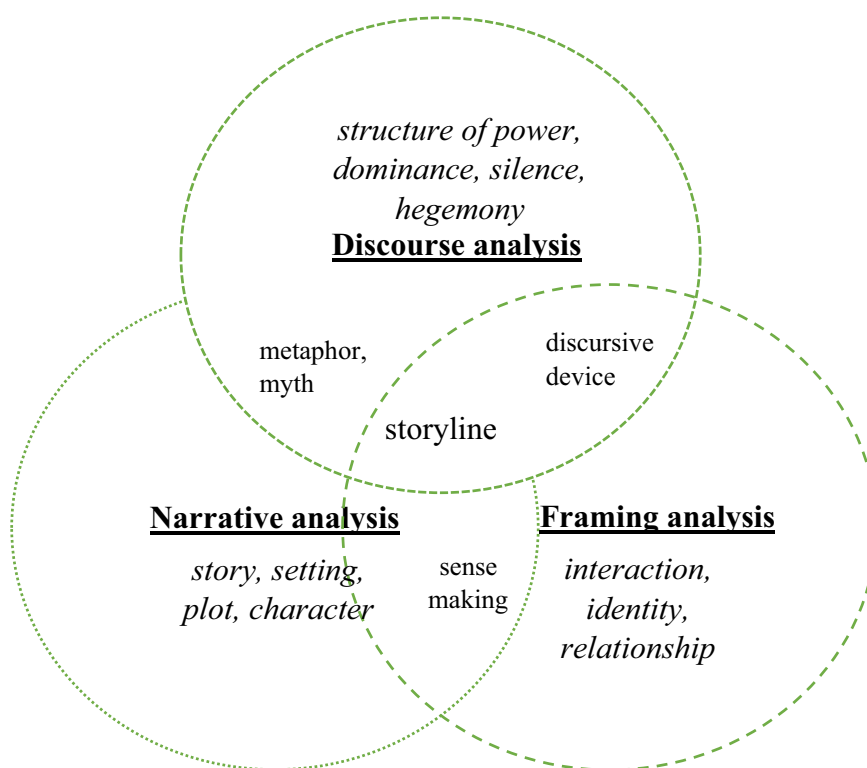 structure of power,
dominance, silence,
hegemony
Discourse analysis
metaphor,
myth
discursive
device
storyline
Narrative analysis
story, setting,
plot, character
sense
making
Framing analysis
interaction,
identity,
relationship